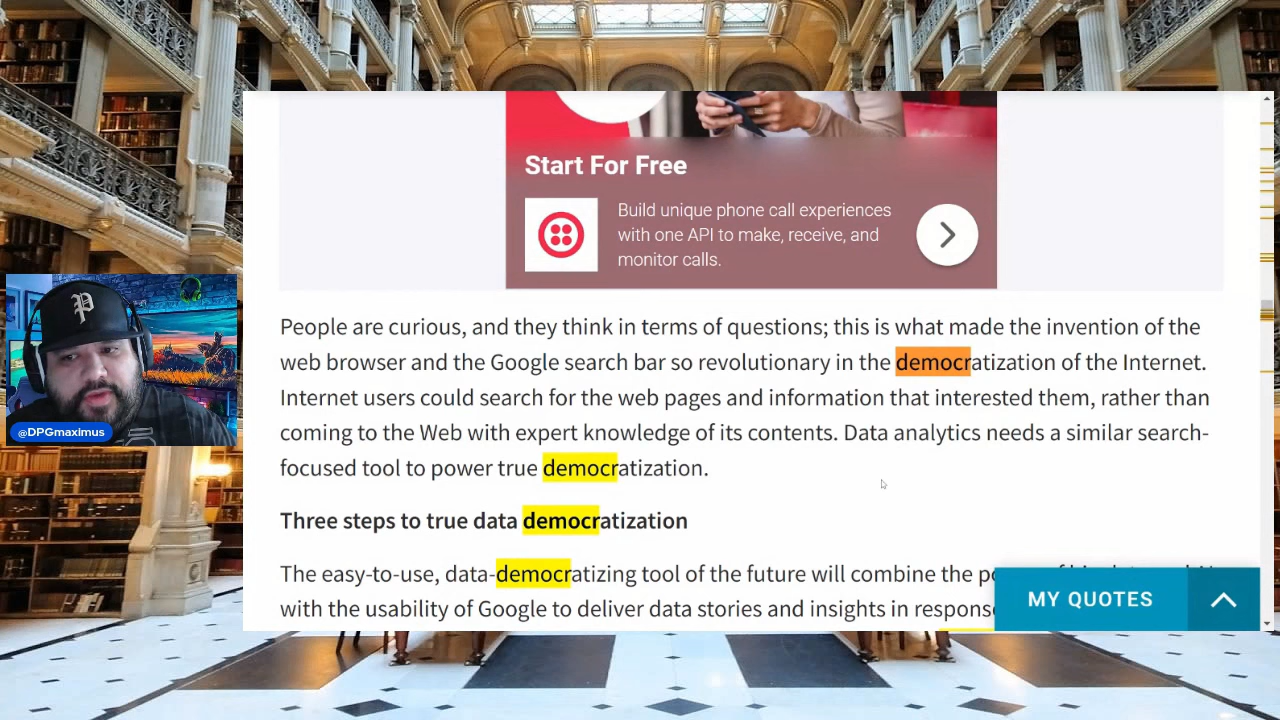 Start For Free
Build unique phone call experiences
with one API to make, receive, and
monitor calls.
People are curious, and they think in terms of questions; this is what made the invention of the
web browser and the Google search bar so revolutionary in the democratization of the Internet.
Internet users could search for the web pages and information that interested them, rather than
coming to the Web with expert knowledge of its contents. Data analytics needs a similar search-
focused tool to power true democratization.
@DPGmaximus
Three steps to true data democratization
The easy-to-use, data-democratizing tool of the future will combine the
with the usability of Google to deliver data stories and insights in
MY QUOTES